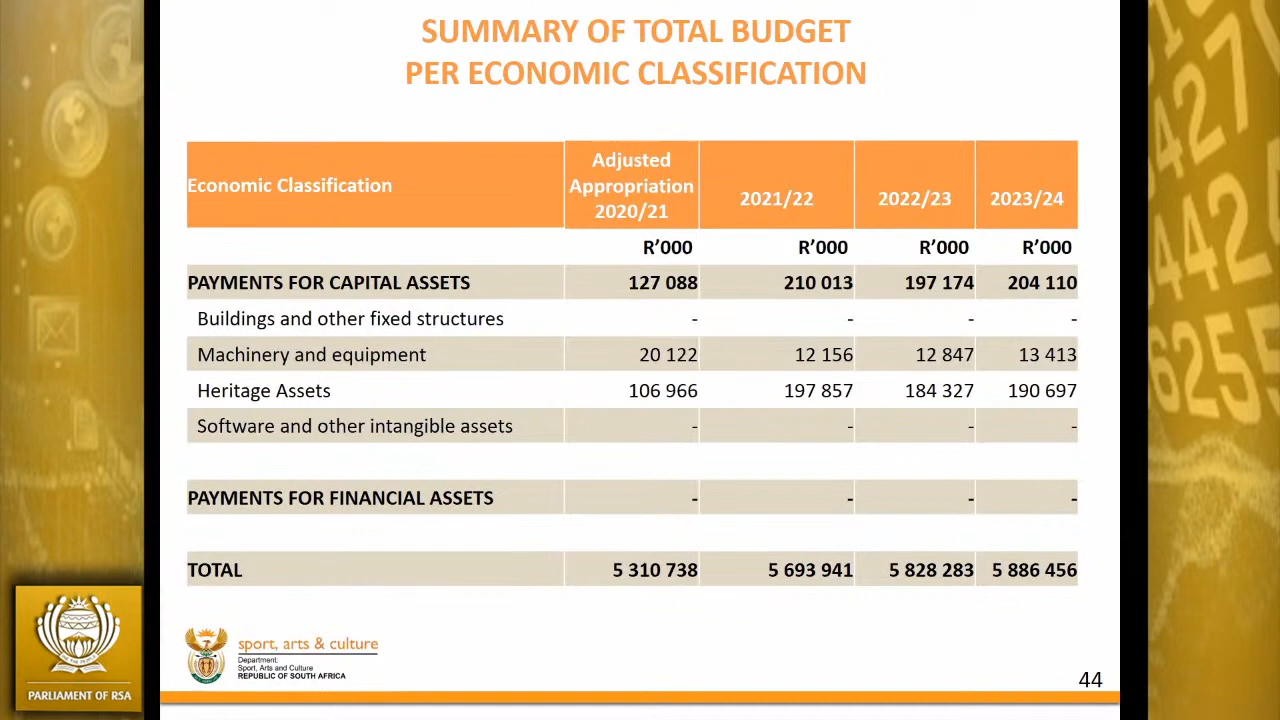 SUMMARY OF TOTAL BUDGET
PER ECONOMIC CLASSIFICATION
Economic Classification Adjusted Appropriation 2020/21 2021/22 2022/23 2023/24
R’000 R’000 R’000 R’000
PAYMENTS FOR CAPITAL ASSETS 127 088 210 013 197 174 204 110
Buildings and other fixed structures - - - -
Machinery and equipment 20 122 12 156 12 847 13 413
Heritage Assets 106 966 197 857 184 327 190 697
Software and other intangible assets - - - -
PAYMENTS FOR FINANCIAL ASSETS - - - -
TOTAL 5 310 738 5 693 941 5 828 283 5 886 456
sport, arts & culture
Department:
Sport, Arts and Culture
REPUBLIC OF SOUTH AFRICA
44
PARLIAMENT OF RSA